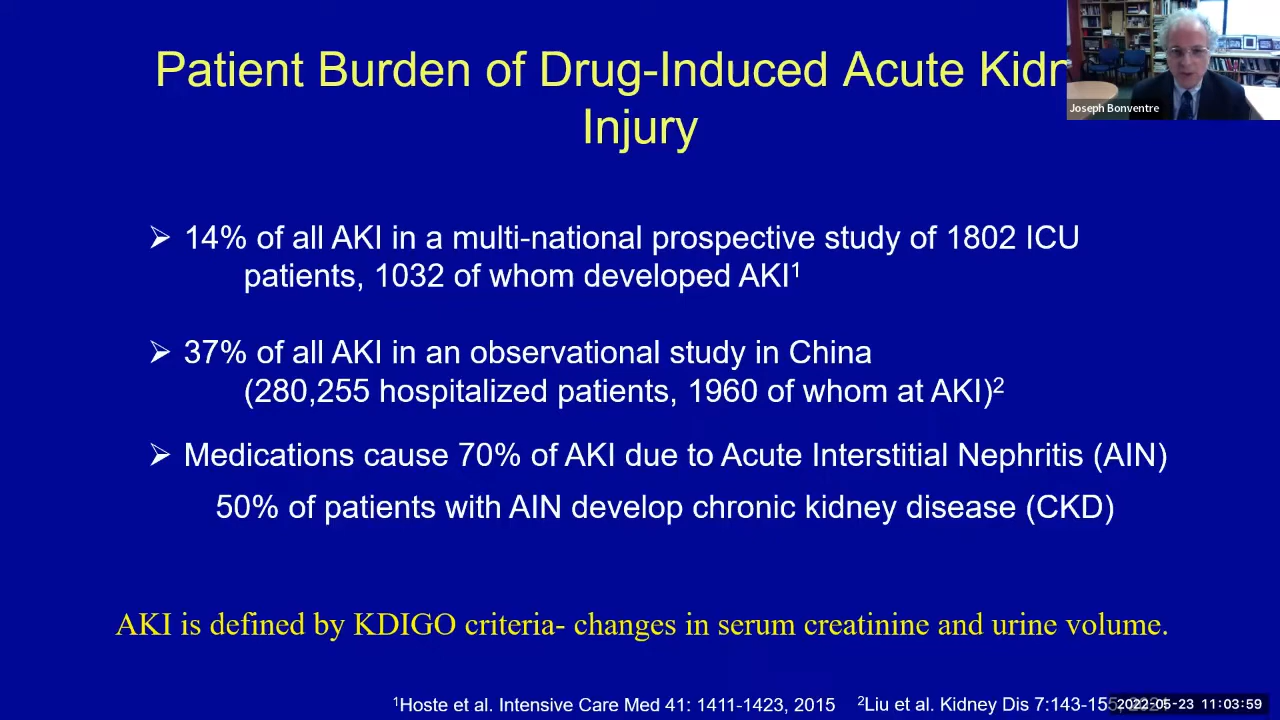 Patient Burden of Drug-Induced Acute Kidn
Injury
Joseph Bonventre
➢ 14% of all AKI in a multi-national prospective study of 1802 ICU
patients, 1032 of whom developed AKI¹
➢ 37% of all AKI in an observational study in China
(280,255 hospitalized patients, 1960 of whom at AKI)²
➢ Medications cause 70% of AKI due to Acute Interstitial Nephritis (AIN)
50% of patients with AIN develop chronic kidney disease (CKD)
AKI is defined by KDIGO criteria- changes in serum creatinine and urine volume.
¹Hoste et al. Intensive Care Med 41: 1411-1423, 2015 ²Liu et al. Kidney Dis 7:143-15
2022-05-23 11:03:59